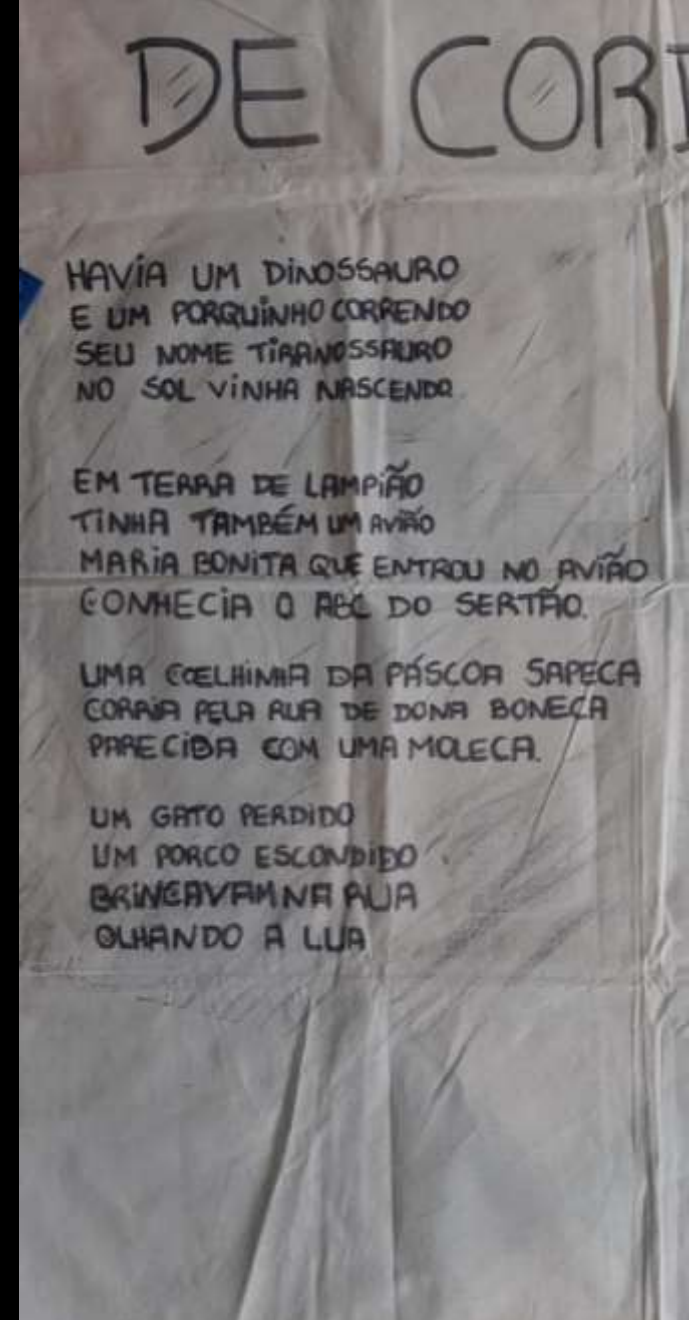 DE COR
HAVIA UM DINOSSAURO
E UM PORQUINHO CORRENDO
SEU NOME TIRANOSSAURO
NO SOL VINHA NASCENDO
EM TERRA DE LAMPIÃO
TINHA TAMBÉM UM AVIÃO
MARIA BONITA QUE ENTROU NO AVIÃO
CONHECIA O ABC DO SERTÃO.
UMA COELHINHA DA PÁSCOA SAPECA
CORRIA PELA RUA DE DONA BONECA
PARECIDA COM UMA MOLECA.
UM GATO PERDIDO
UM PORCO ESCONDIDO
BRINCAVAM NA RUA
OLHANDO A LUA